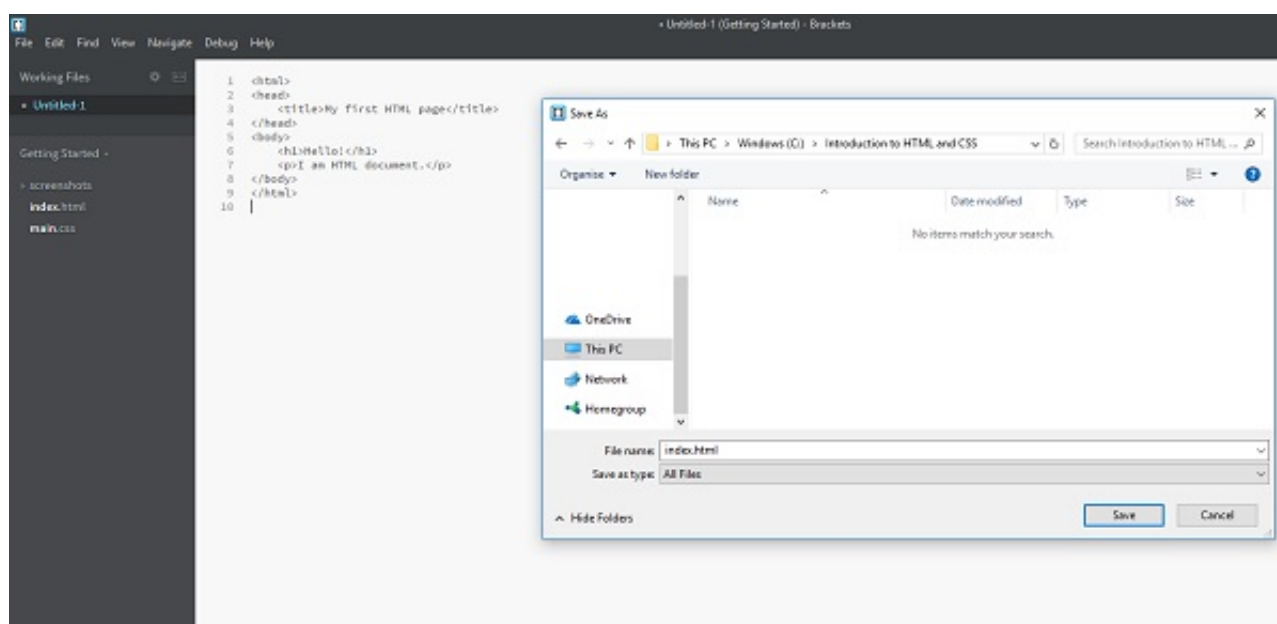 • Untitled-1 (Getting Started) - Brackets
File Edit Find View Navigate Debug Help
Working Files
• Untitled-1
Getting Started
screenshots
index.html
main.css
1 <html>
2 <head>
3 <title>My first HTML page</title>
4 </head>
5 <body>
6 <h1>Hello!</h1>
7 <p>I am HTML document.</p>
8 </body>
9 </html>
10
Save As
This PC > Windows (C:) > Introduction to HTML and CSS
Search Introduction to HTML ...
Organise New folder
Name Date modified Type Size
No items match your search.
OneDrive
This PC
Network
Homegroup
File name: index.html
Save as type: All Files
Hide Folders Save Cancel